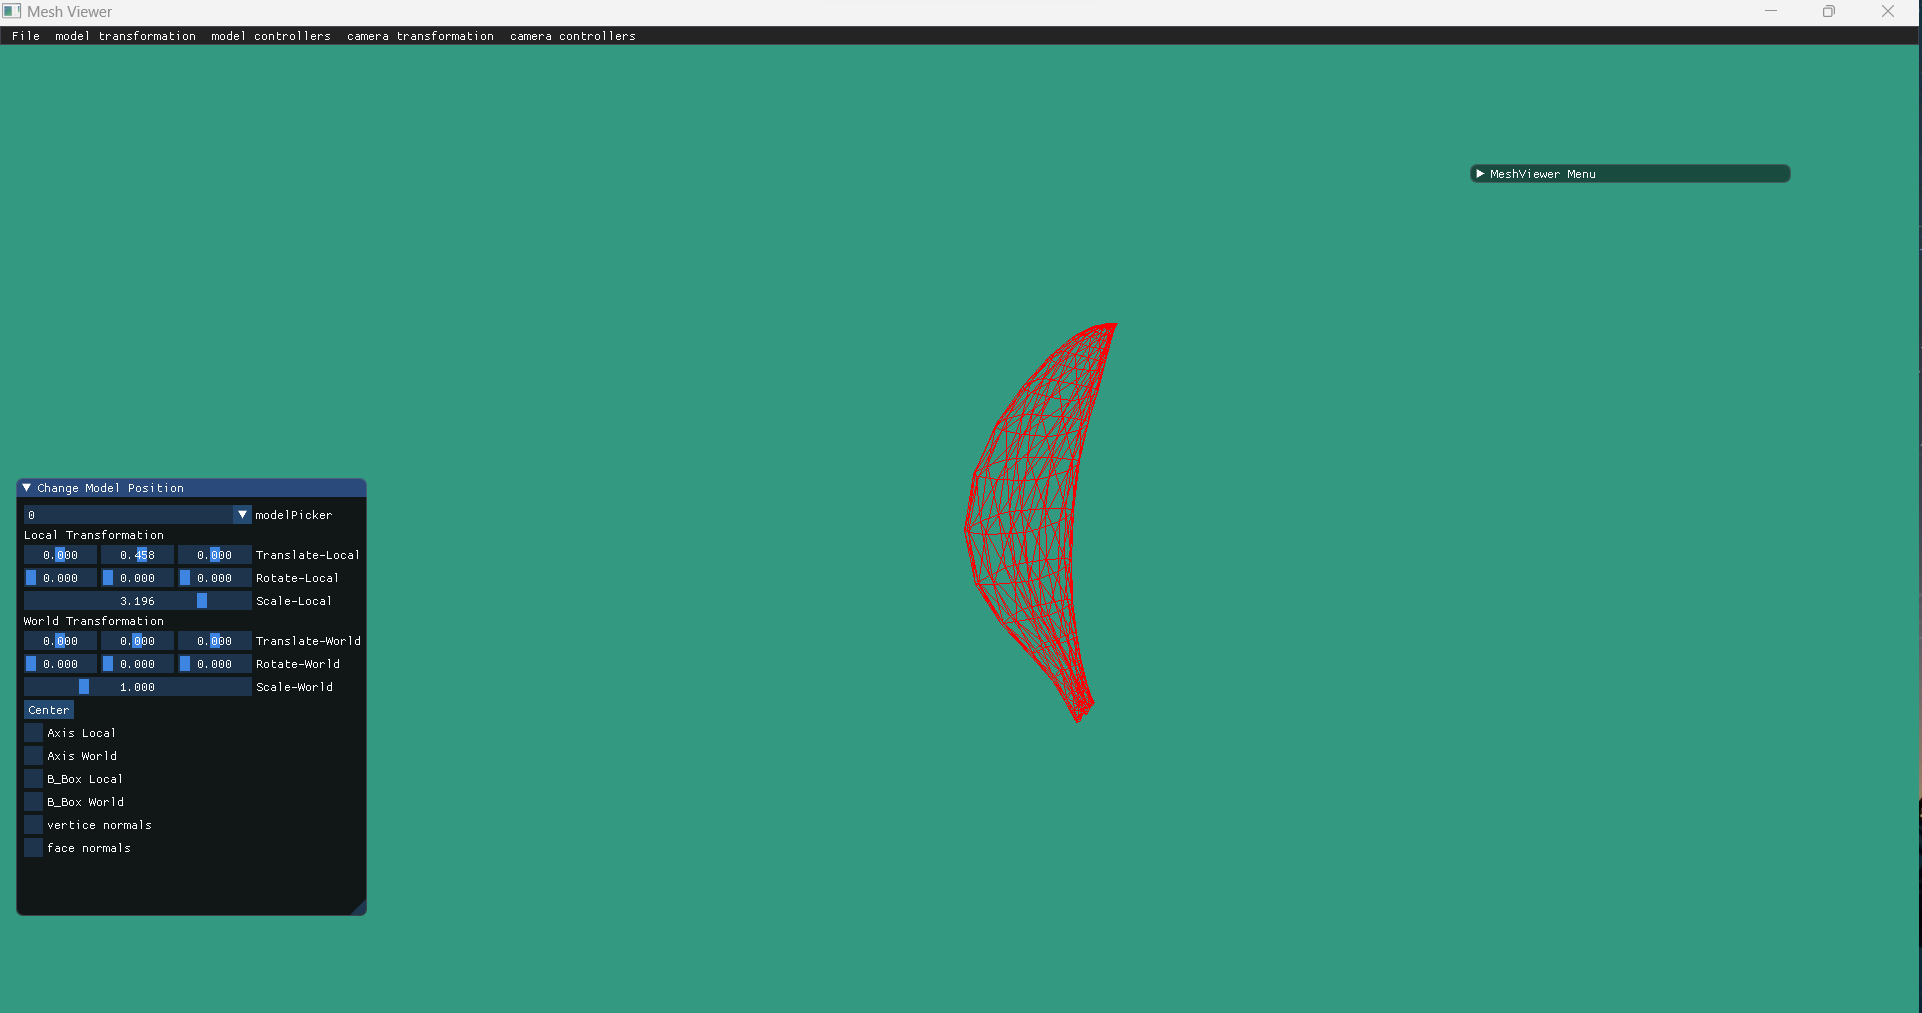 Mesh Viewer
File model transformation model controllers camera transformation camera controllers
MeshViewer Menu
Change Model Position
0 modelPicker
Local Transformation
0.000 0.458 0.000 Translate-Local
0.000 0.000 0.000 Rotate-Local
3.196 Scale-Local
World Transformation
0.000 0.000 0.000 Translate-World
0.000 0.000 0.000 Rotate-World
1.000 Scale-World
Center
Axis Local
Axis World
B_Box Local
B_Box World
vertice normals
face normals